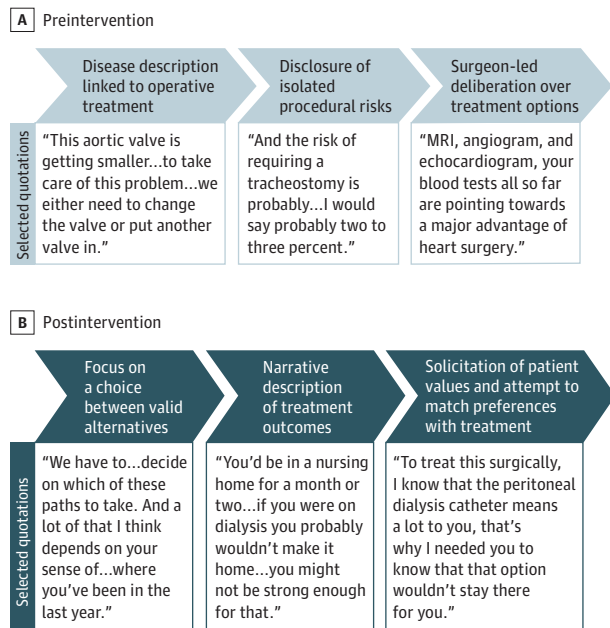 A Preintervention
Disease description
linked to operative
treatment
Disclosure of
isolated
procedural risks
Surgeon-led
deliberation over
treatment options
Selected quotations
“This aortic valve is
getting smaller...to take
care of this problem...we
either need to change
the valve or put another
valve in.”
“And the risk of
requiring a
tracheostomy is
probably...I would
say probably two to
three percent.”
“MRI, angiogram, and
echocardiogram, your
blood tests all so far
are pointing towards
a major advantage of
heart surgery.”
B Postintervention
Focus on
a choice
between valid
alternatives
Narrative
description
of treatment
outcomes
Solicitation of patient
values and attempt to
match preferences
with treatment
Selected quotations
“We have to...decide
on which of these
paths to take. And a
lot of that I think
depends on your
sense of...where
you’ve been in the
last year.”
“You’d be in a nursing
home for a month or
two...if you were on
dialysis you probably
wouldn’t make it
home...you might
not be strong enough
for that.”
“To treat this surgically,
I know that the peritoneal
dialysis catheter means
a lot to you, that’s
why I needed you to
know that that option
wouldn’t stay there
for you.”